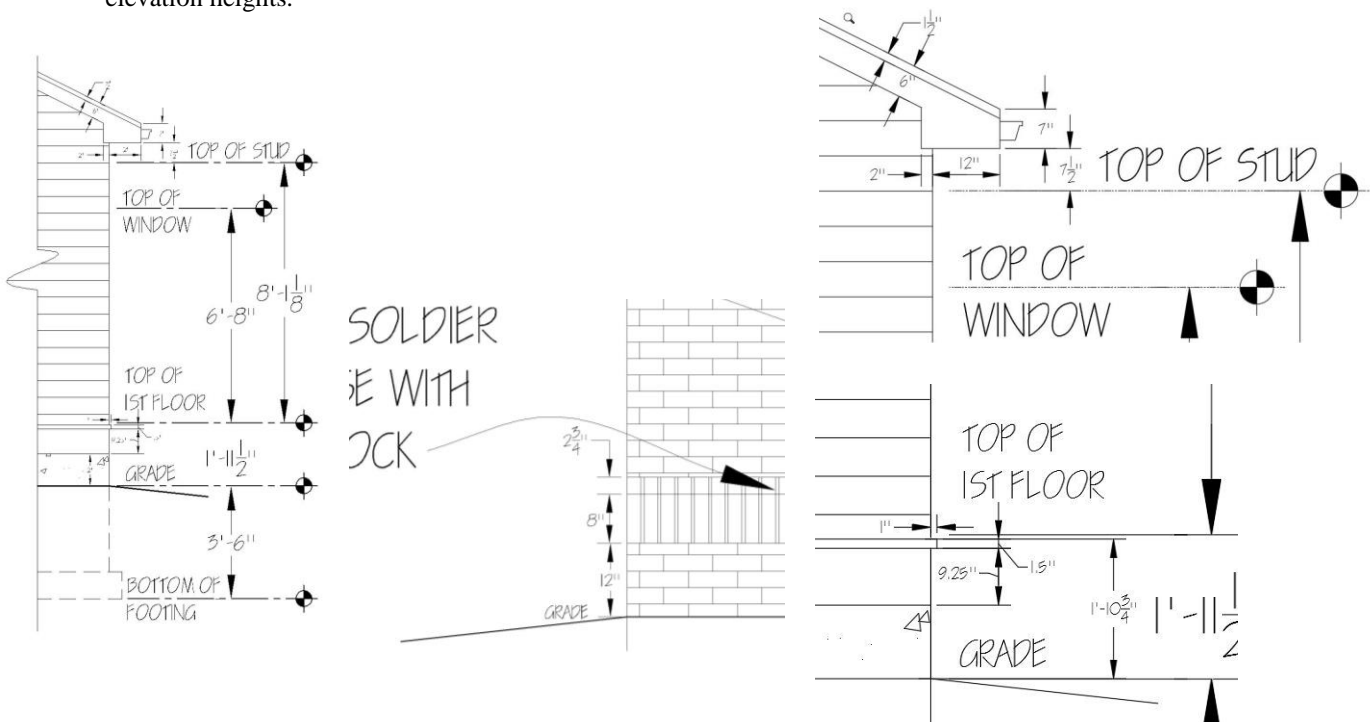 elevation heights.
TOP OF STUD
TOP OF
WINDOW
8'-1 1/8"
6'-8"
TOP OF
1ST FLOOR
1'-11 1/2"
GRADE
3'-6"
BOTTOM OF
FOOTING
SOLDIER
WITH
2 3/4"
8"
12"
GRADE
1 1/2"
6"
7"
2"
12"
7 1/2"
TOP OF STUD
TOP OF
WINDOW
TOP OF
1ST FLOOR
1"
1.5"
9.25"
1'-10 3/4"
1'-11 1/2
GRADE